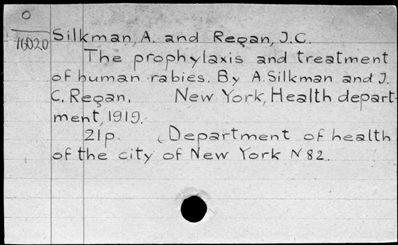 O
11020
Silkman, A. and Regan, J.C.
The prophylaxis and treatment
of human rabies. By A. Silkman and J.
C. Regan. New York, Health depart-
ment, 1919.
21p. (Department of health
of the city of New York N 82.